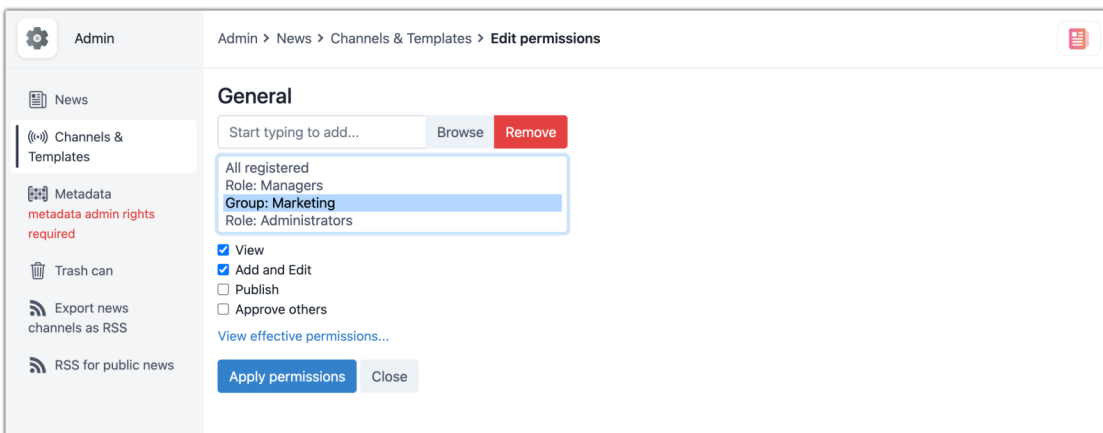 Admin
Admin > News > Channels & Templates > Edit permissions
News
Channels &
Templates
Metadata
metadata admin rights
required
Trash can
Export news
channels as RSS
RSS for public news
General
Start typing to add...
Browse
Remove
All registered
Role: Managers
Group: Marketing
Role: Administrators
View
Add and Edit
Publish
Approve others
View effective permissions...
Apply permissions
Close